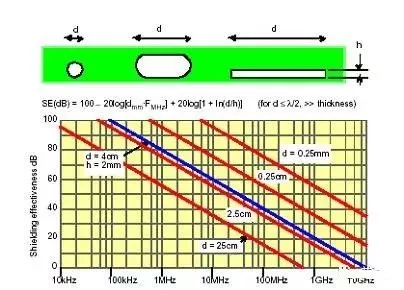 d d d
h
SE(dB) = 100 – 20log[dmm·FMHz] + 20log[1 + ln(d/h)] (for d ≤ λ/2, >> thickness)
100
80
60
40
20
0
Shielding effectiveness dB
d = 4cm
h = 2mm
d = 0.25mm
0.25cm
2.5cm
d = 25cm
10kHz 100kHz 1MHz 10MHz 100MHz 1GHz 10GHz